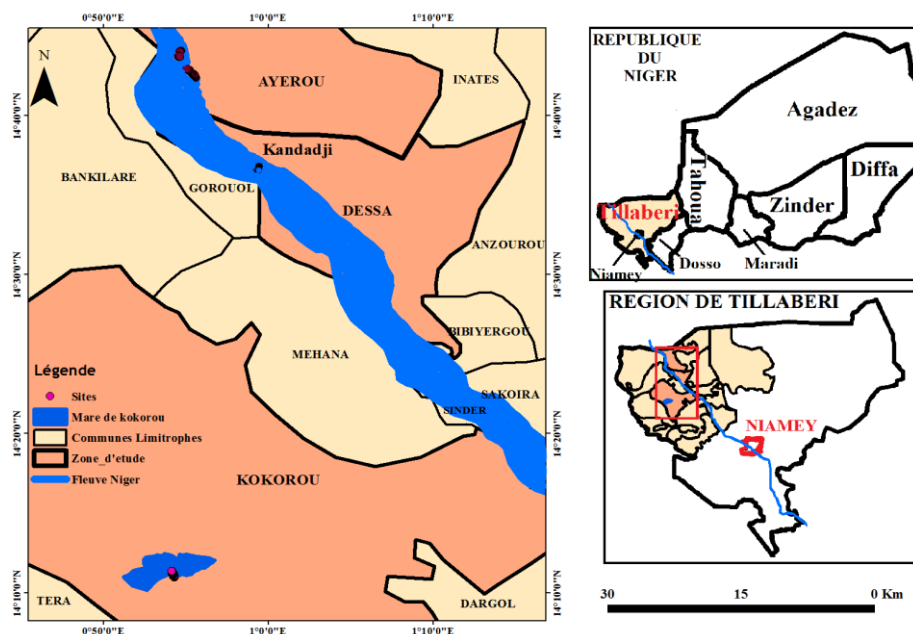 0°50'0"E 1°0'0"E 1°10'0"E
N
14°40'0"N
14°30'0"N
14°20'0"N
14°10'0"N
AYEROU
INATES
Kandadji
BANKILARE
GOROUOL
DESSA
ANZOUROU
BIBIYERGOU
MEHANA
SAKOIRA
SINDER
KOKOROU
TERA
DARGOL
Légende
Sites
Mare de kokorou
Communes Limitrophes
Zone_d'etude
Fleuve Niger
0°50'0"E 1°0'0"E 1°10'0"E
14°40'0"N
14°30'0"N
14°20'0"N
14°10'0"N
REPUBLIQUE
DU
NIGER
Agadez
Tahoua
Diffa
Zinder
Tillaberi
Dosso
Maradi
Niamey
REGION DE TILLABERI
NIAMEY
30 15 0 Km